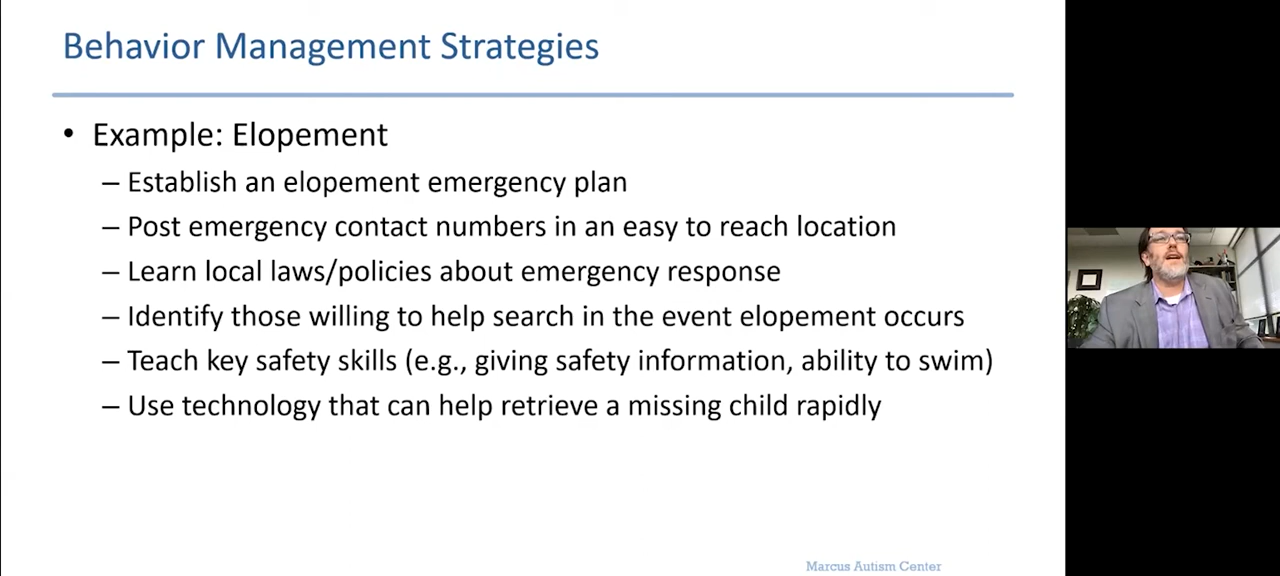 Behavior Management Strategies
• Example: Elopement
– Establish an elopement emergency plan
– Post emergency contact numbers in an easy to reach location
– Learn local laws/policies about emergency response
– Identify those willing to help search in the event elopement occurs
– Teach key safety skills (e.g., giving safety information, ability to swim)
– Use technology that can help retrieve a missing child rapidly
Marcus Autism Center